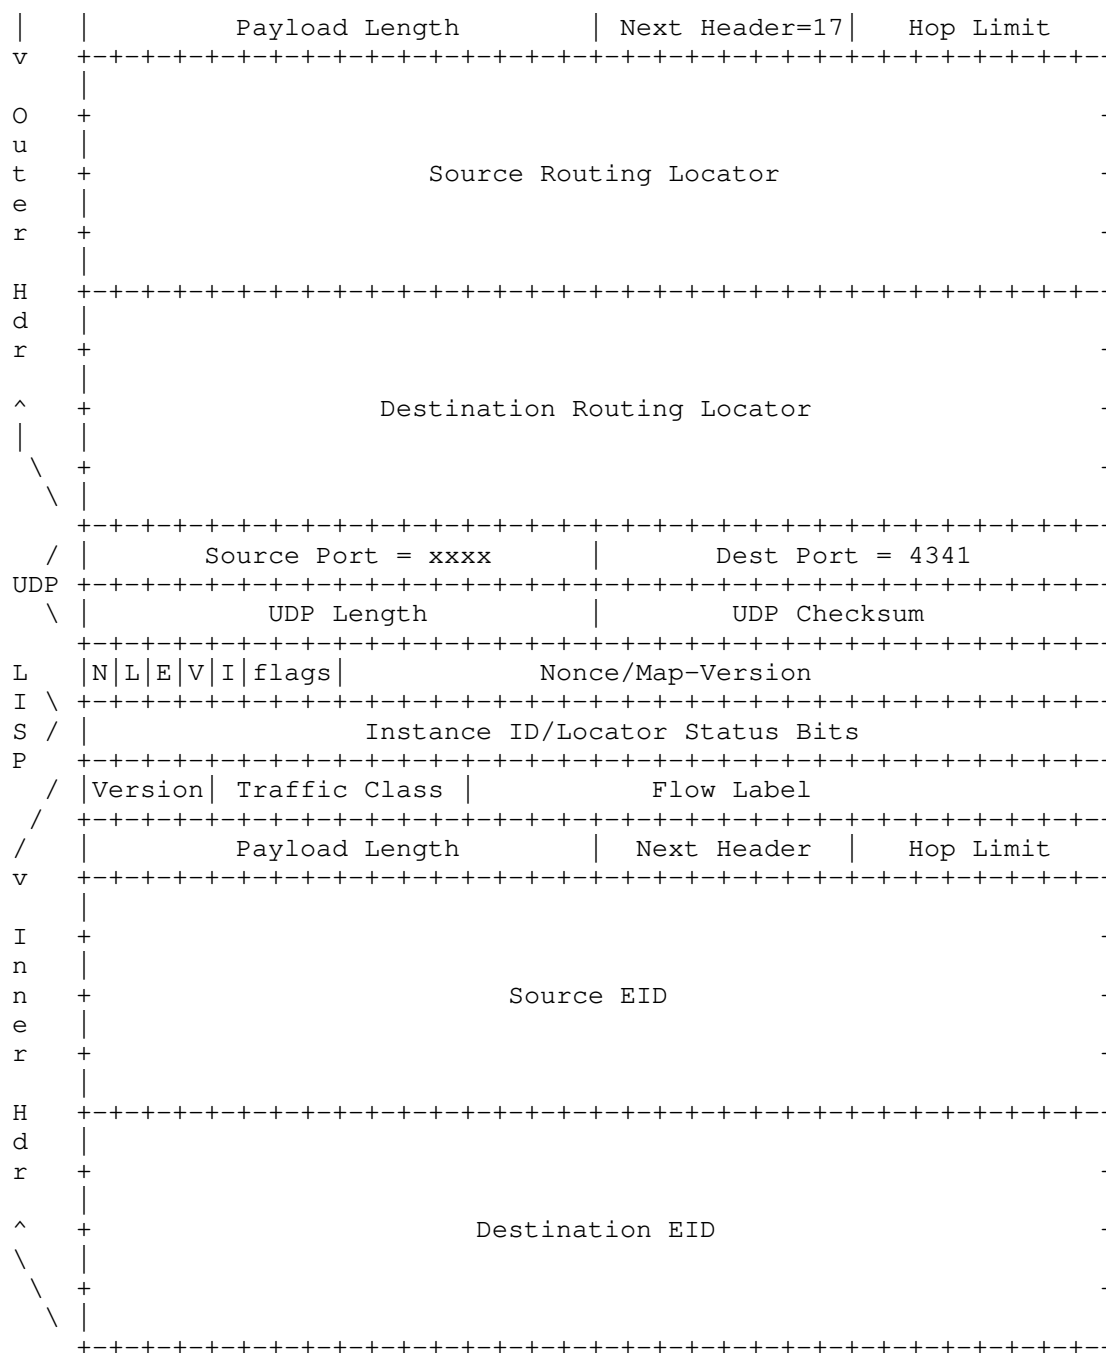 |   |         Payload Length        | Next Header=17|   Hop Limit
v   +-+-+-+-+-+-+-+-+-+-+-+-+-+-+-+-+-+-+-+-+-+-+-+-+-+-+-+-+-+-+-+-
    |
O   +                                                               -
u   |
t   +                     Source Routing Locator                    -
e   |
r   +                                                               -
    |
H   +-+-+-+-+-+-+-+-+-+-+-+-+-+-+-+-+-+-+-+-+-+-+-+-+-+-+-+-+-+-+-+-
d   |
r   +                                                               -
    |
^   +                  Destination Routing Locator                  -
|   |
 \  +                                                               -
  \ |
    +-+-+-+-+-+-+-+-+-+-+-+-+-+-+-+-+-+-+-+-+-+-+-+-+-+-+-+-+-+-+-+-
  / |       Source Port = xxxx      |       Dest Port = 4341
UDP +-+-+-+-+-+-+-+-+-+-+-+-+-+-+-+-+-+-+-+-+-+-+-+-+-+-+-+-+-+-+-+-
  \ |           UDP Length          |        UDP Checksum
    +-+-+-+-+-+-+-+-+-+-+-+-+-+-+-+-+-+-+-+-+-+-+-+-+-+-+-+-+-+-+-+-
L   |N|L|E|V|I|flags|            Nonce/Map-Version
I \ +-+-+-+-+-+-+-+-+-+-+-+-+-+-+-+-+-+-+-+-+-+-+-+-+-+-+-+-+-+-+-+-
S / |                 Instance ID/Locator Status Bits
P   +-+-+-+-+-+-+-+-+-+-+-+-+-+-+-+-+-+-+-+-+-+-+-+-+-+-+-+-+-+-+-+-
  / |Version| Traffic Class |           Flow Label
 /  +-+-+-+-+-+-+-+-+-+-+-+-+-+-+-+-+-+-+-+-+-+-+-+-+-+-+-+-+-+-+-+-
/   |         Payload Length        |  Next Header  |   Hop Limit
v   +-+-+-+-+-+-+-+-+-+-+-+-+-+-+-+-+-+-+-+-+-+-+-+-+-+-+-+-+-+-+-+-
    |
I   +                                                               -
n   |
n   +                          Source EID                           -
e   |
r   +                                                               -
    |
H   +-+-+-+-+-+-+-+-+-+-+-+-+-+-+-+-+-+-+-+-+-+-+-+-+-+-+-+-+-+-+-+-
d   |
r   +                                                               -
    |
^   +                        Destination EID                        -
\   |
 \  +                                                               -
  \ |
    +-+-+-+-+-+-+-+-+-+-+-+-+-+-+-+-+-+-+-+-+-+-+-+-+-+-+-+-+-+-+-+-